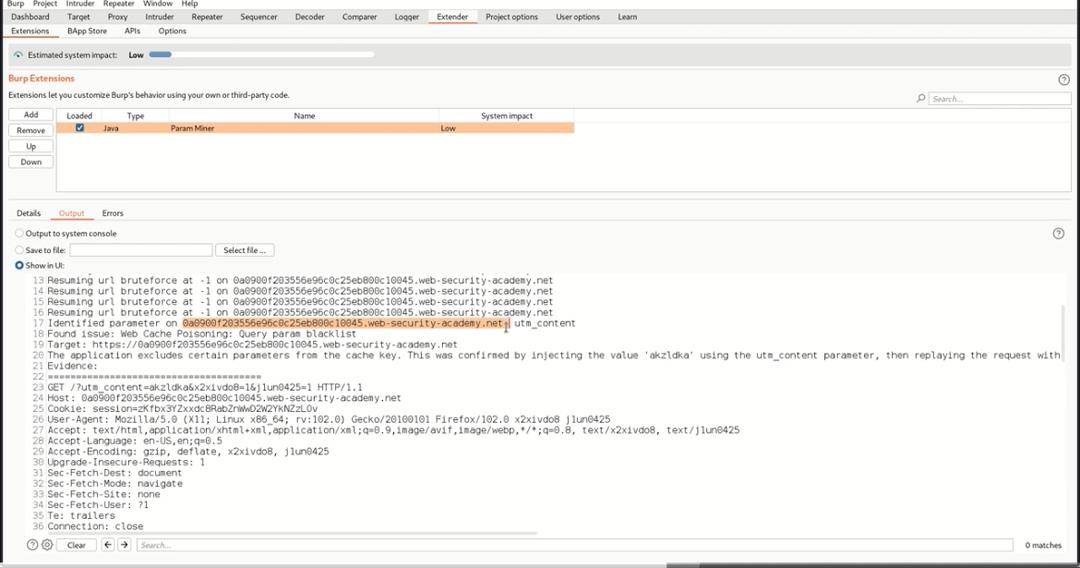 Burp Project Intruder Repeater Window Help
Dashboard Target Proxy Intruder Repeater Sequencer Decoder Comparer Logger Extender Project options User options Learn
Extensions BApp Store APIs Options
Estimated system impact: Low
Burp Extensions
Extensions let you customize Burp's behavior using your own or third-party code.
Search...
Add Loaded Type Name System impact
Remove Java Param Miner Low
Up
Down
Details Output Errors
Output to system console
Save to file: Select file ...
Show in UI:
13 Resuming url bruteforce at -1 on 0a0900f203556e96c0c25eb800c10045.web-security-academy.net
14 Resuming url bruteforce at -1 on 0a0900f203556e96c0c25eb800c10045.web-security-academy.net
15 Resuming url bruteforce at -1 on 0a0900f203556e96c0c25eb800c10045.web-security-academy.net
16 Resuming url bruteforce at -1 on 0a0900f203556e96c0c25eb800c10045.web-security-academy.net
17 Identified parameter on 0a0900f203556e96c0c25eb800c10045.web-security-academy.net: utm_content
18 Found issue: Web Cache Poisoning: Query param blacklist
19 Target: https://0a0900f203556e96c0c25eb800c10045.web-security-academy.net
20 The application excludes certain parameters from the cache key. This was confirmed by injecting the value 'akzldka' using the utm_content parameter, then replaying the request with
21 Evidence:
22 ======================================
23 GET /?utm_content=akzldka&x2xivdo8=1&j1un0425=1 HTTP/1.1
24 Host: 0a0900f203556e96c0c25eb800c10045.web-security-academy.net
25 Cookie: session=zKfbx3YZxxdc8RabZnWwD2W2YkNZzLOv
26 User-Agent: Mozilla/5.0 (X11; Linux x86_64; rv:102.0) Gecko/20100101 Firefox/102.0 x2xivdo8 j1un0425
27 Accept: text/html,application/xhtml+xml,application/xml;q=0.9,image/avif,image/webp,*/*;q=0.8, text/x2xivdo8, text/j1un0425
28 Accept-Language: en-US,en;q=0.5
29 Accept-Encoding: gzip, deflate, x2xivdo8, j1un0425
30 Upgrade-Insecure-Requests: 1
31 Sec-Fetch-Dest: document
32 Sec-Fetch-Mode: navigate
33 Sec-Fetch-Site: none
34 Sec-Fetch-User: ?1
35 Te: trailers
36 Connection: close
Clear Search... 0 matches